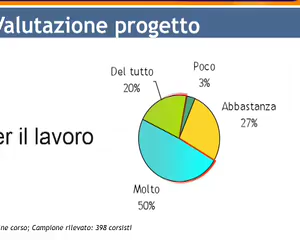 Valutazione progetto
Poco
3%
Del tutto
20%
Abbastanza
27%
er il lavoro
Molto
50%
ne corso; Campione rilevato: 398 corsisti